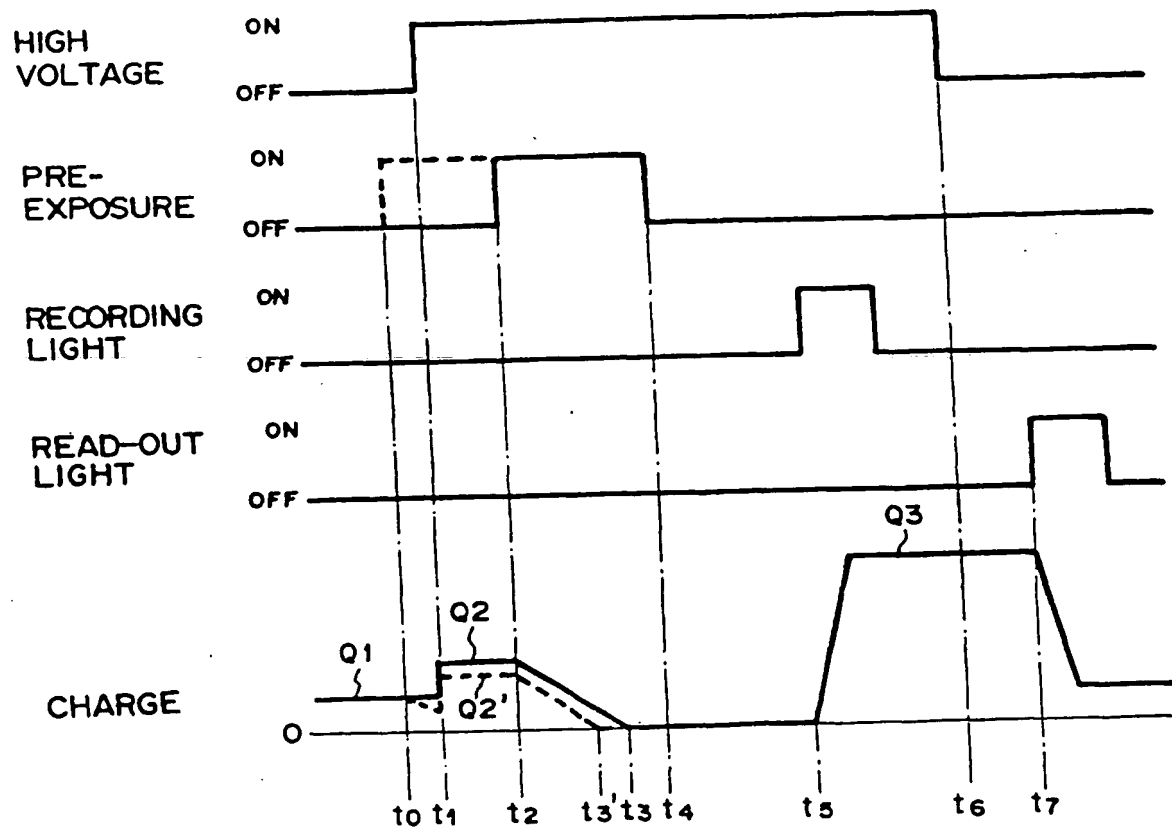 HIGH
VOLTAGE
ON
OFF
PRE-
EXPOSURE
ON
OFF
RECORDING
LIGHT
ON
OFF
READ-OUT
LIGHT
ON
OFF
CHARGE
Q1
Q2
Q2'
Q3
0
t0 t1 t2 t3' t3 t4 t5 t6 t7